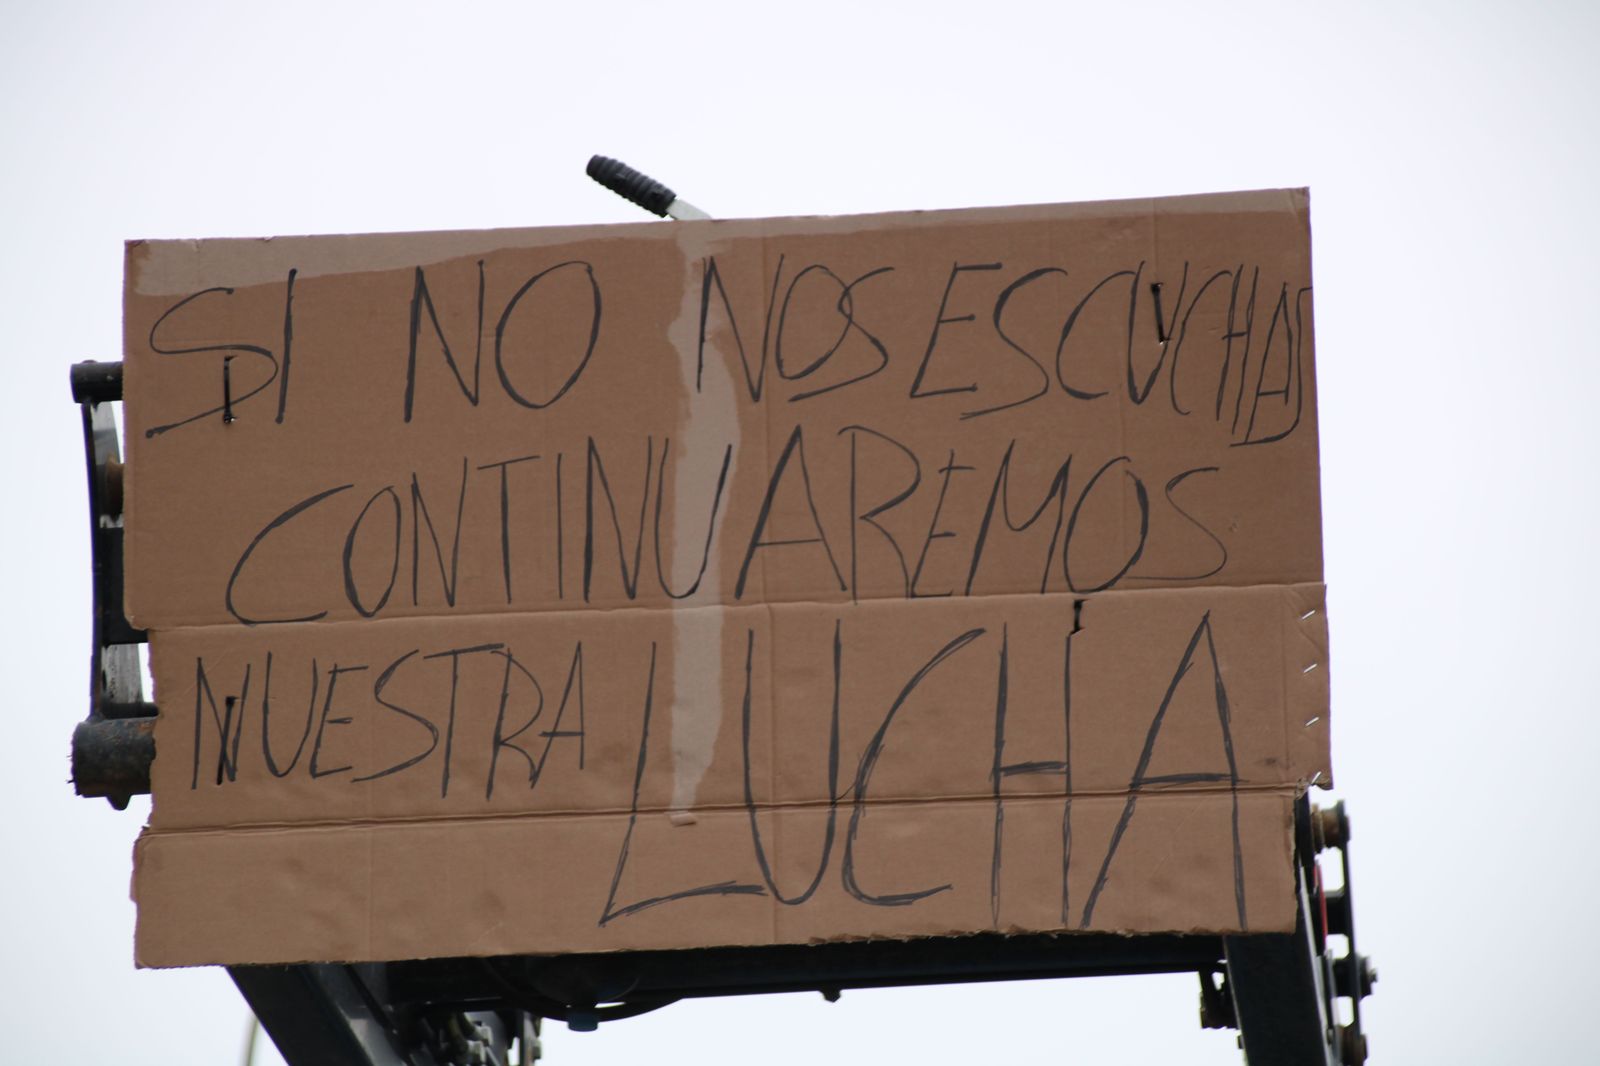 SI NO NOS ESCUCHAS
CONTINUAREMOS
NUESTRA LUCHA